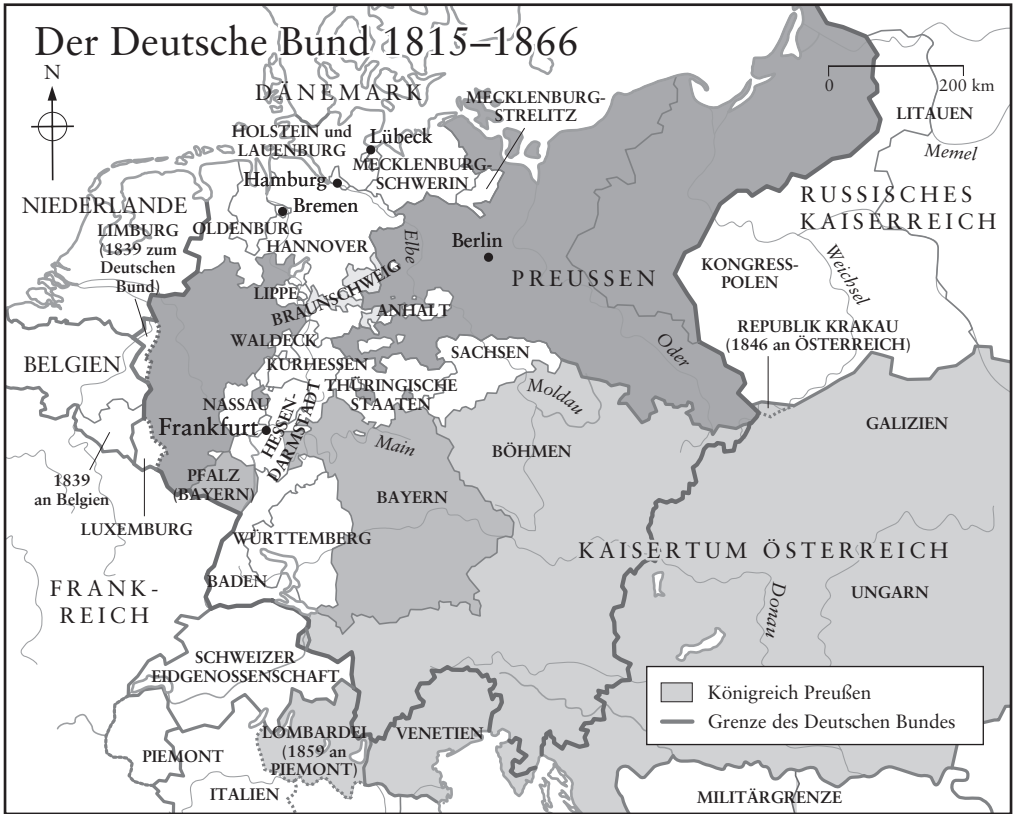 Der Deutsche Bund 1815–1866
N
DÄNEMARK
0 200 km
MECKLENBURG-
STRELITZ
LITAUEN
HOLSTEIN und
LAUENBURG
Lübeck
Memel
MECKLENBURG-
SCHWERIN
Hamburg
RUSSISCHES
KAISERREICH
NIEDERLANDE
Bremen
LIMBURG
(1839 zum
Deutschen
Bund)
OLDENBURG
HANNOVER
Elbe
Berlin
PREUSSEN
KONGRESS-
POLEN
Weichsel
LIPPE
BRAUNSCHWEIG
ANHALT
REPUBLIK KRAKAU
(1846 an ÖSTERREICH)
WALDECK
Oder
BELGIEN
KURHESSEN
SACHSEN
THÜRINGISCHE
STAATEN
Moldau
NASSAU
HESSEN-
DARMSTADT
Frankfurt
Main
GALIZIEN
BÖHMEN
1839
an Belgien
PFALZ
(BAYERN)
BAYERN
LUXEMBURG
WÜRTTEMBERG
KAISERTUM ÖSTERREICH
FRANK-
REICH
BADEN
Donau
UNGARN
SCHWEIZER
EIDGENOSSENSCHAFT
Königreich Preußen
Grenze des Deutschen Bundes
PIEMONT
LOMBARDEI
(1859 an
PIEMONT)
VENETIEN
ITALIEN
MILITÄRGRENZE